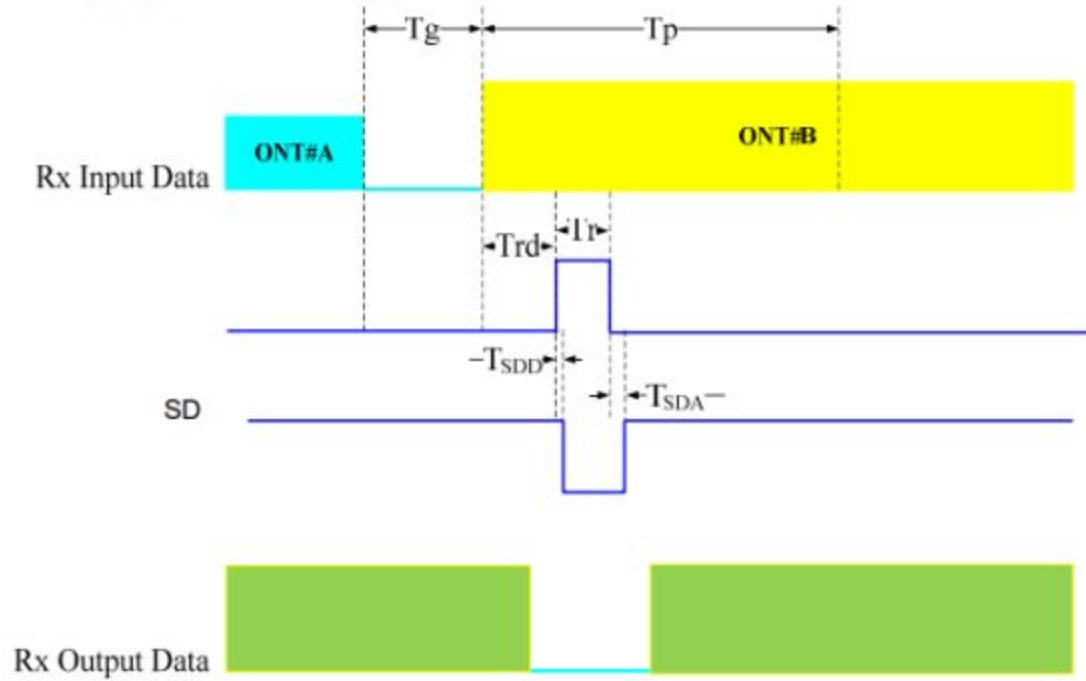 Tg Tp
ONT#A
ONT#B
Rx Input Data
Trd Tr
TSDD
TSDA
SD
Rx Output Data